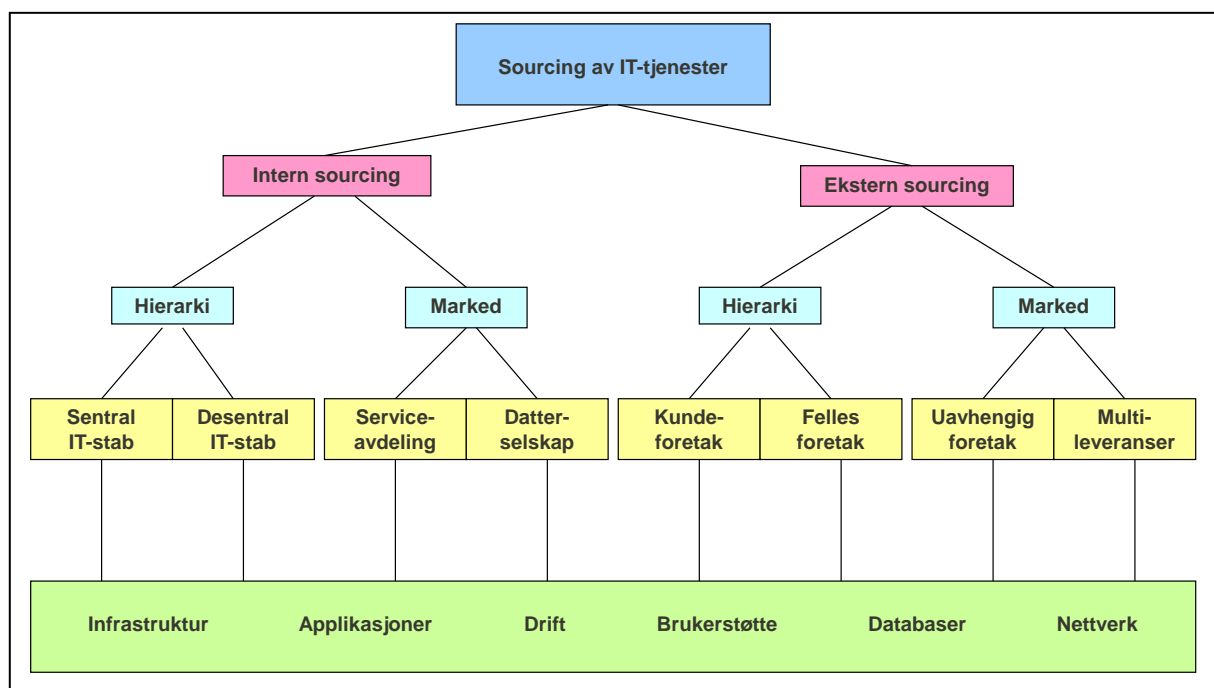 Sourcing av IT-tjenester
Intern sourcing
Ekstern sourcing
Hierarki
Marked
Hierarki
Marked
Sentral
IT-stab
Desentral
IT-stab
Service-
avdeling
Datter-
selskap
Kunde-
foretak
Felles
foretak
Uavhengig
foretak
Multi-
leveranser
Infrastruktur
Applikasjoner
Drift
Brukerstøtte
Databaser
Nettverk